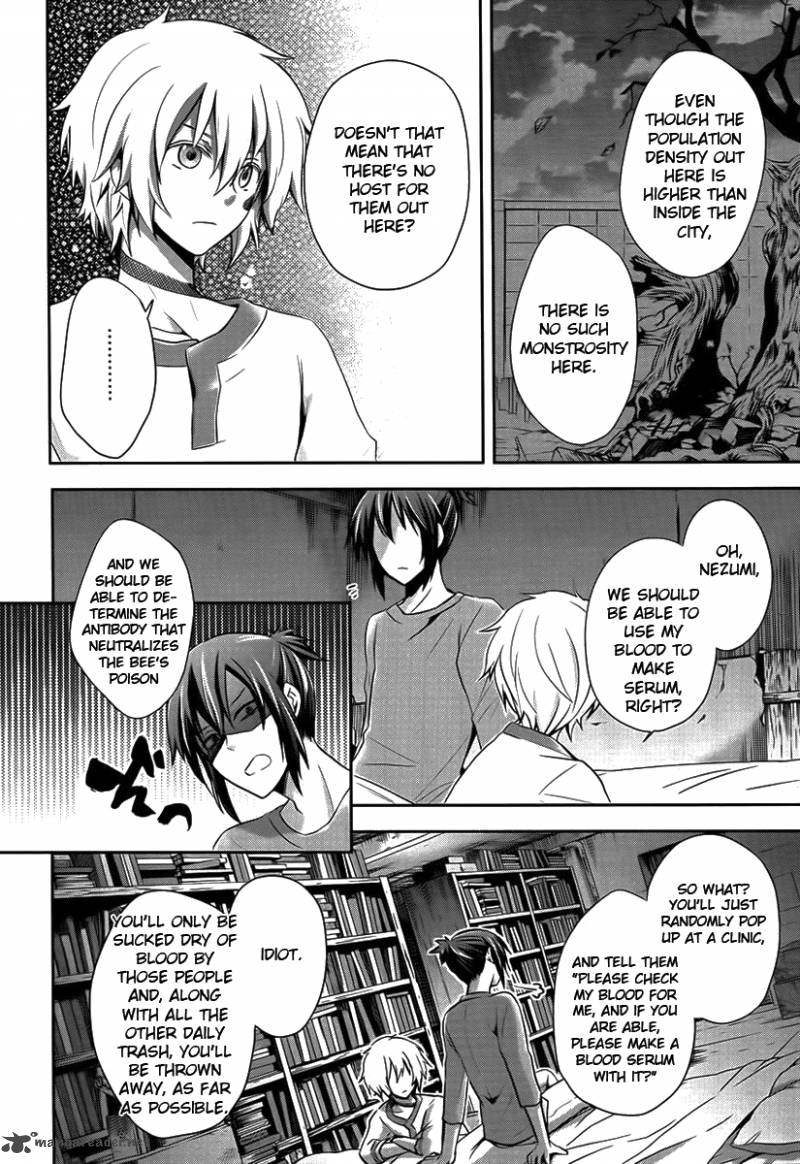 EVEN
THOUGH THE
POPULATION
DENSITY OUT
HERE IS
HIGHER THAN
INSIDE THE
CITY,
THERE IS
NO SUCH
MONSTROSITY
HERE.
DOESN'T THAT
MEAN THAT
THERE'S NO
HOST FOR
THEM OUT
HERE?
.........
OH,
NEZUMI,
WE SHOULD
BE ABLE TO
USE MY
BLOOD TO
MAKE
SERUM,
RIGHT?
AND WE
SHOULD BE
ABLE TO DE-
TERMINE THE
ANTIBODY THAT
NEUTRALIZES
THE BEE'S
POISON
SO WHAT?
YOU'LL JUST
RANDOMLY POP
UP AT A CLINIC,
AND TELL THEM
"PLEASE CHECK
MY BLOOD FOR
ME, AND IF YOU
ARE ABLE,
PLEASE MAKE A
BLOOD SERUM
WITH IT?"
IDIOT.
YOU'LL ONLY BE
SUCKED DRY OF
BLOOD BY
THOSE PEOPLE
AND, ALONG
WITH ALL THE
OTHER DAILY
TRASH, YOU'LL
BE THROWN
AWAY, AS FAR
AS POSSIBLE.